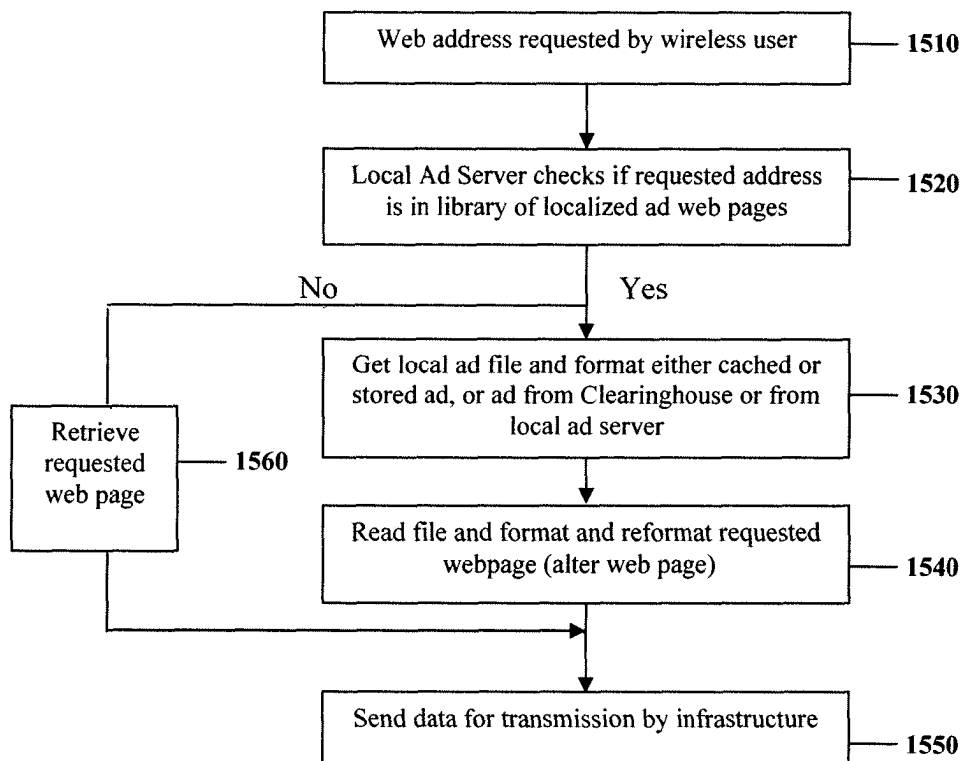 Web address requested by wireless user
1510
Local Ad Server checks if requested address
is in library of localized ad web pages
1520
No
Yes
Get local ad file and format either cached or
stored ad, or ad from Clearinghouse or from
local ad server
1530
Retrieve
requested
web page
1560
Read file and format and reformat requested
webpage (alter web page)
1540
Send data for transmission by infrastructure
1550